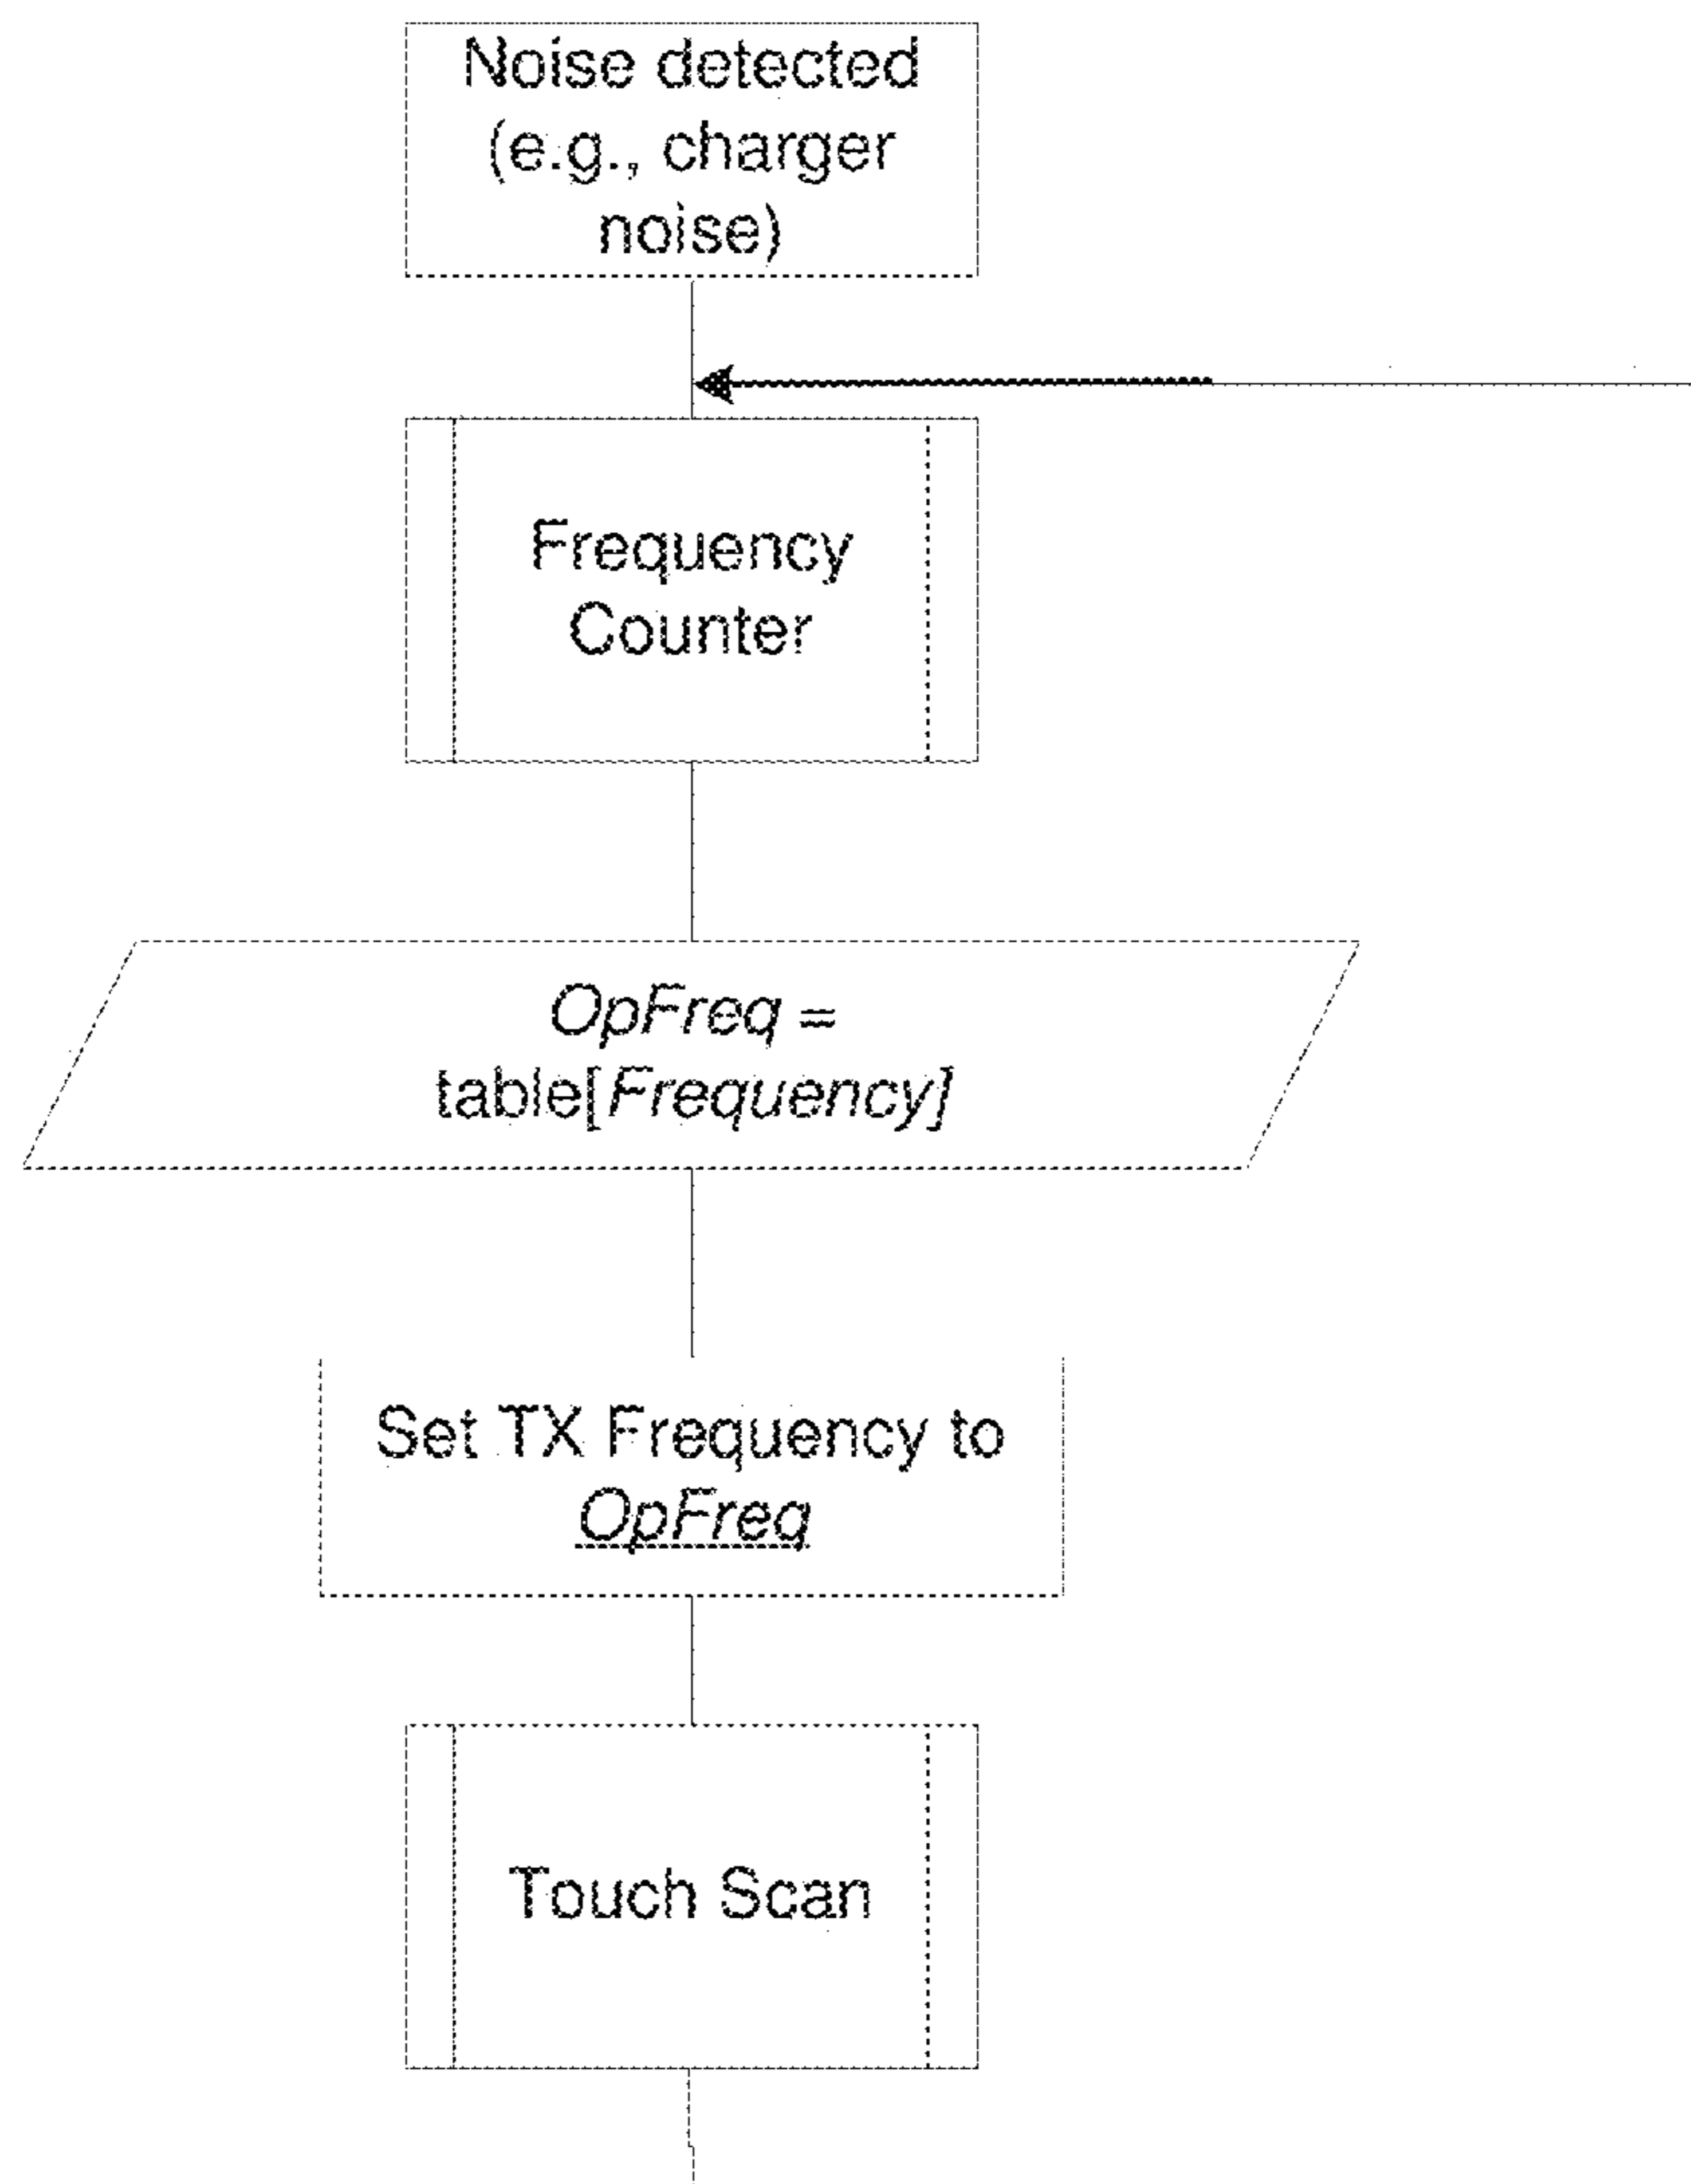 Noise detected
(e.g., charger
noise)
Frequency
Counter
OpFreq =
table[Frequency]
Set TX Frequency to
OpFreq
Touch Scan